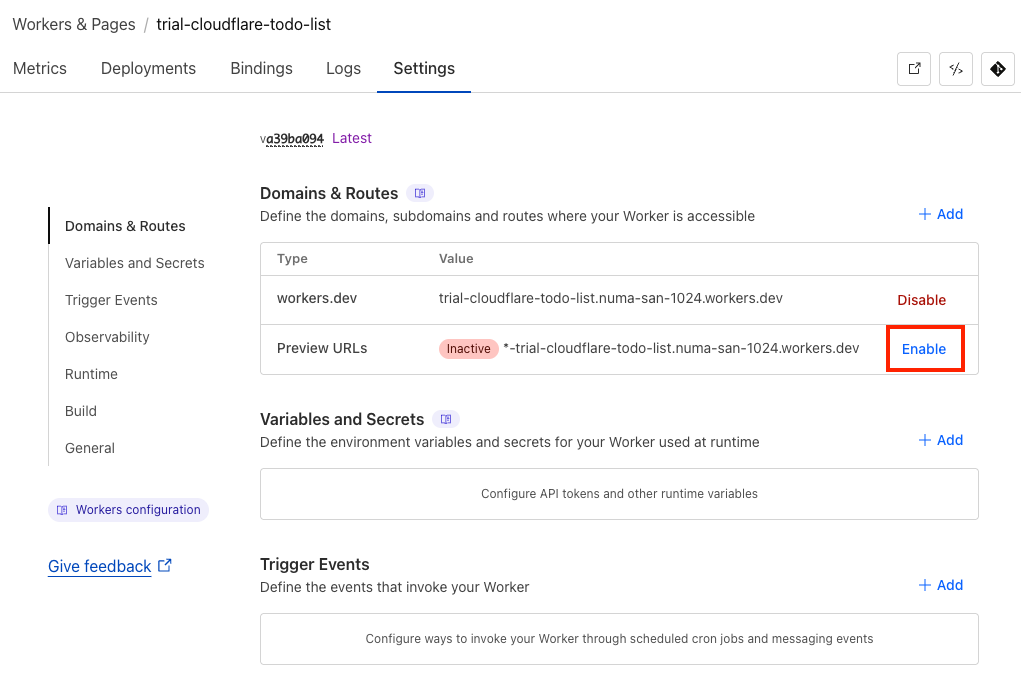 Workers & Pages / trial-cloudflare-todo-list
Metrics Deployments Bindings Logs Settings
va39ba094 Latest
Domains & Routes
Variables and Secrets
Trigger Events
Observability
Runtime
Build
General
Workers configuration
Give feedback
Domains & Routes
Define the domains, subdomains and routes where your Worker is accessible
+ Add
Type Value
workers.dev trial-cloudflare-todo-list.numa-san-1024.workers.dev Disable
Preview URLs Inactive *-trial-cloudflare-todo-list.numa-san-1024.workers.dev Enable
Variables and Secrets
Define the environment variables and secrets for your Worker used at runtime
+ Add
Configure API tokens and other runtime variables
Trigger Events
Define the events that invoke your Worker
+ Add
Configure ways to invoke your Worker through scheduled cron jobs and messaging events